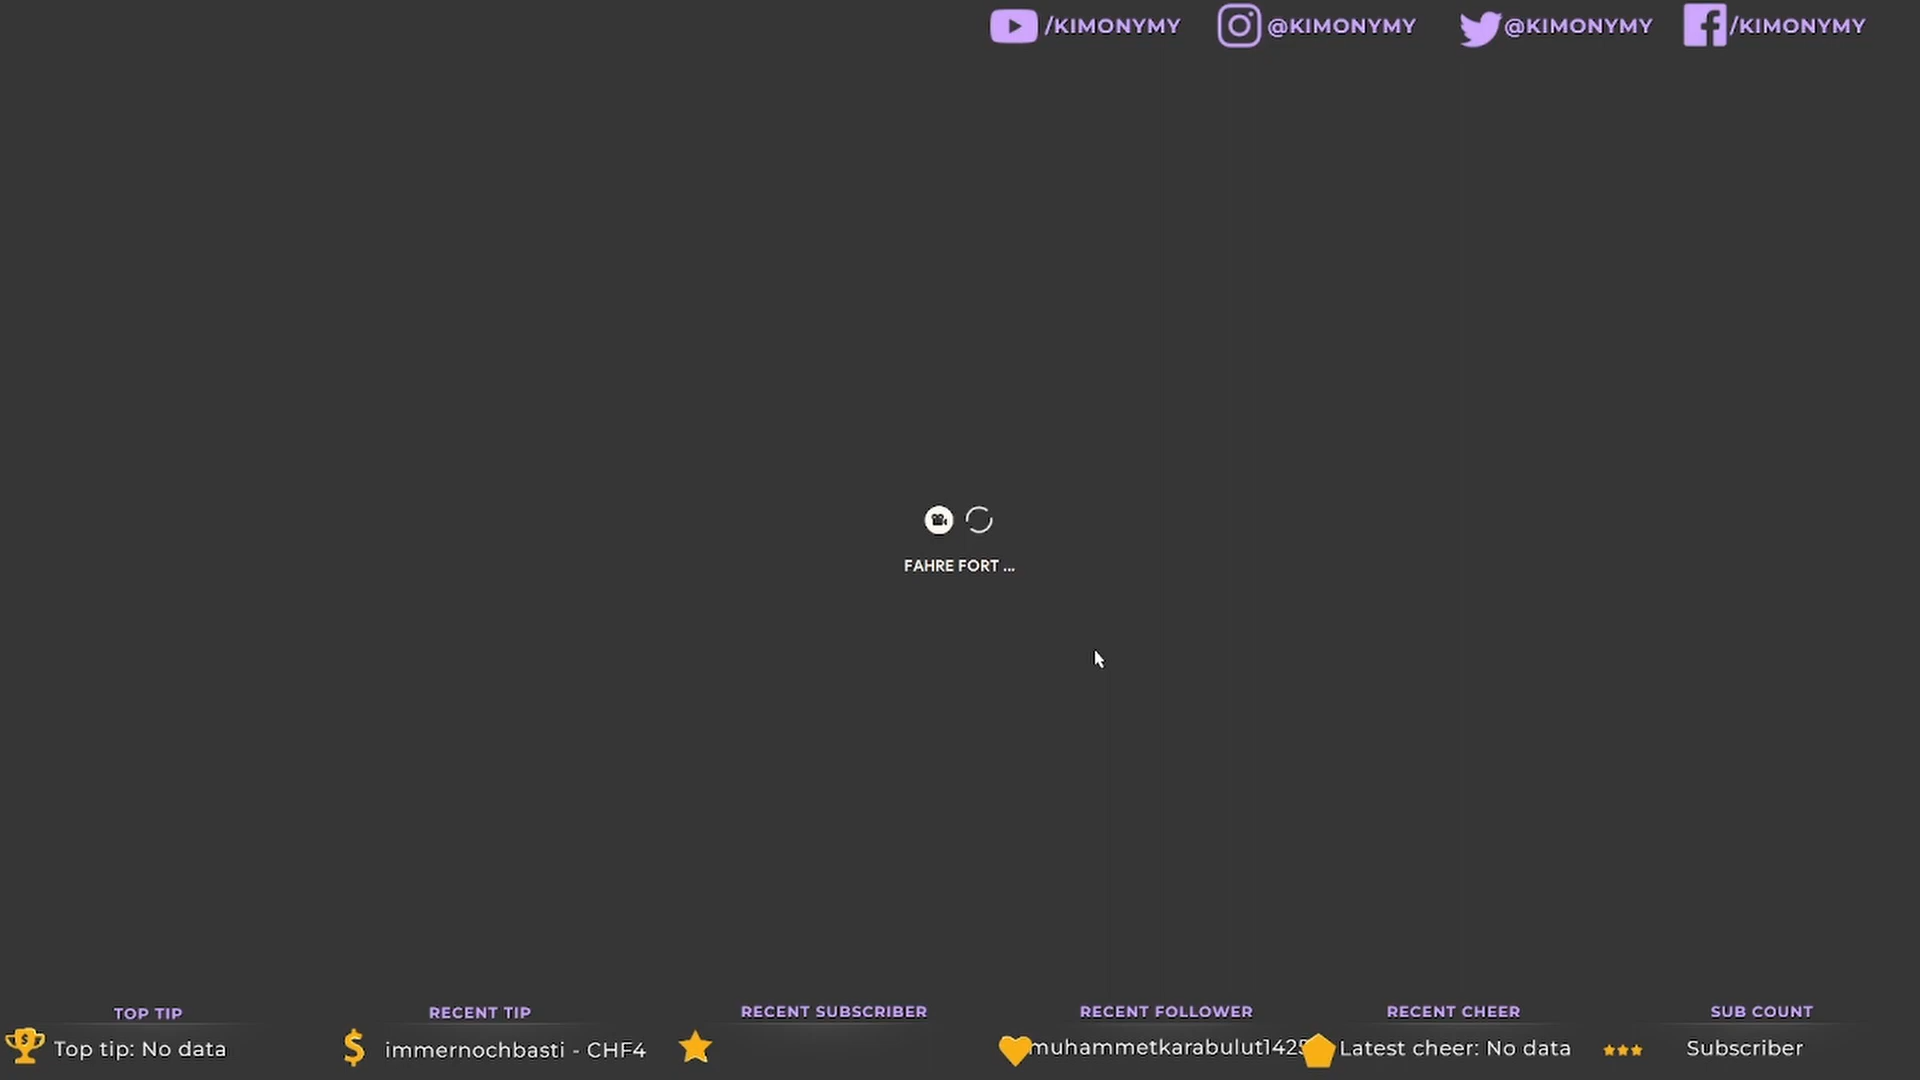 /KIMONYMY @KIMONYMY @KIMONYMY /KIMONYMY
FAHRE FORT ...
TOP TIP
Top tip: No data
RECENT TIP
immernochbasti - CHF4
RECENT SUBSCRIBER
RECENT FOLLOWER
muhammetkarabulut1425
RECENT CHEER
Latest cheer: No data
SUB COUNT
Subscriber